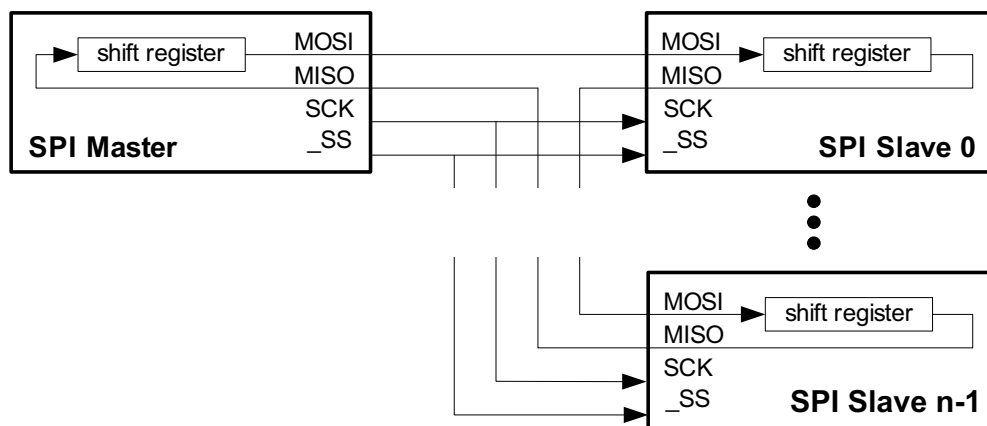 shift register
MOSI
MISO
SCK
_SS
SPI Master
MOSI
shift register
MISO
SCK
_SS
SPI Slave 0
MOSI
shift register
MISO
SCK
_SS
SPI Slave n-1